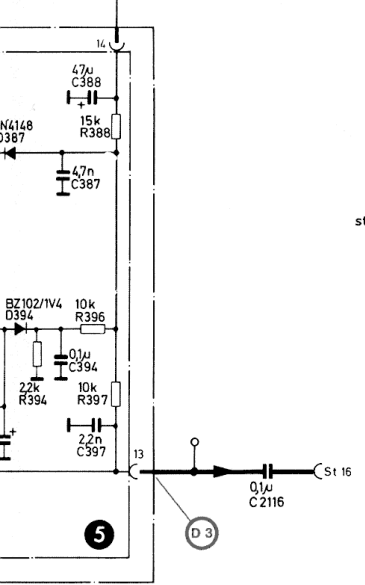 14
47µ
C388
+
15k
R388
N4148
D387
4,7n
C387
st
BZ102/1V4
D394
10k
R396
0,1µ
C394
2,2k
R394
10k
R397
+
2,2n
C397
13
St 16
0,1µ
C 2116
5
D 3